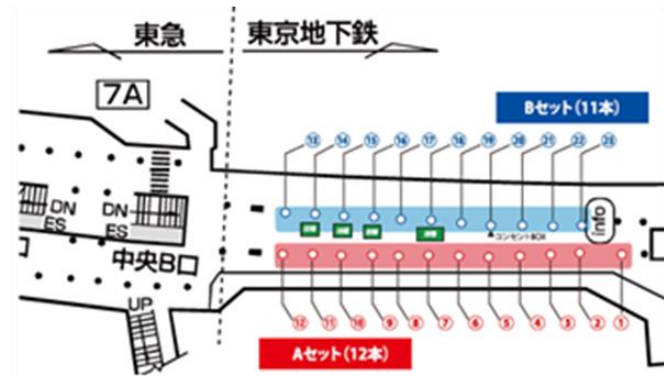 東急
東京地下鉄
7A
Bセット(11本)
⑬ ⑭ ⑮ ⑯ ⑰ ⑱ ⑲ ⑳ ㉑ ㉒ ㉓
DN
DN
ES
ES
コンセントBOX
info
中央B
UP
⑫ ⑪ ⑩ ⑨ ⑧ ⑦ ⑥ ⑤ ④ ③ ② ①
Aセット(12本)